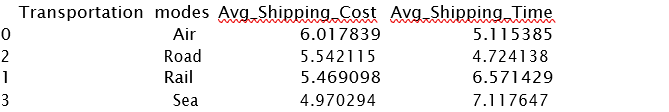 Transportation modes Avg_Shipping_Cost Avg_Shipping_Time
0 Air 6.017839 5.115385
2 Road 5.542115 4.724138
1 Rail 5.469098 6.571429
3 Sea 4.970294 7.117647